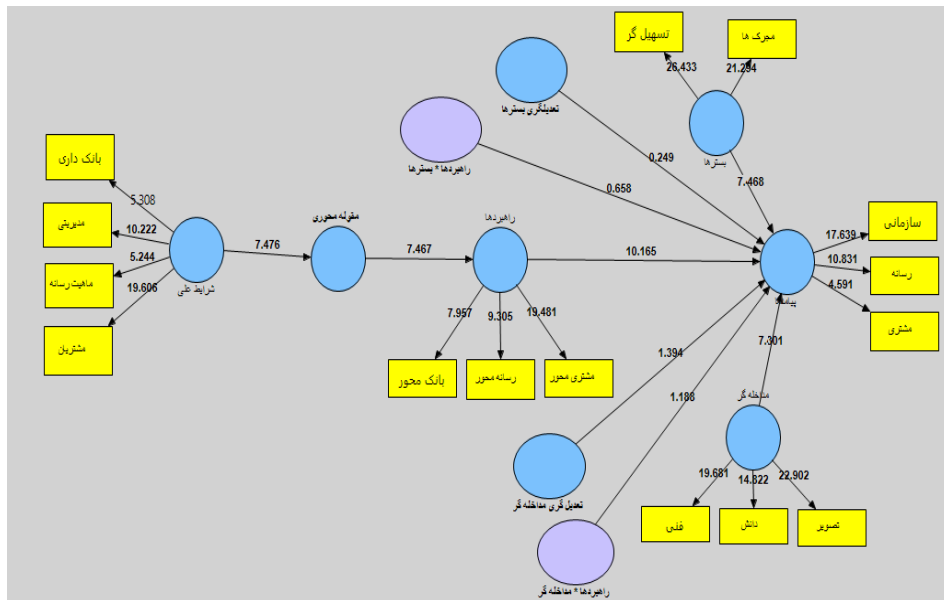 تسهیل گر
محرک ها
26.433
21.294
بسترها
تعدیلگری بسترها
راهبردها * بسترها
0.249
7.468
0.658
بانک داری
مدیریتی
ماهیت رسانه
مشتریان
5.308
10.222
5.244
19.606
شرایط علی
7.476
مقوله محوری
7.467
راهبردها
10.165
7.957
9.305
19.481
بانک محور
رسانه محور
مشتری محور
سازمانی
رسانه
مشتری
17.639
10.831
4.591
7.301
1.394
1.188
مداخله گر
تعدیل گری مداخله گر
راهبردها * مداخله گر
19.681
14.822
22.902
فنی
دانش
تصویر